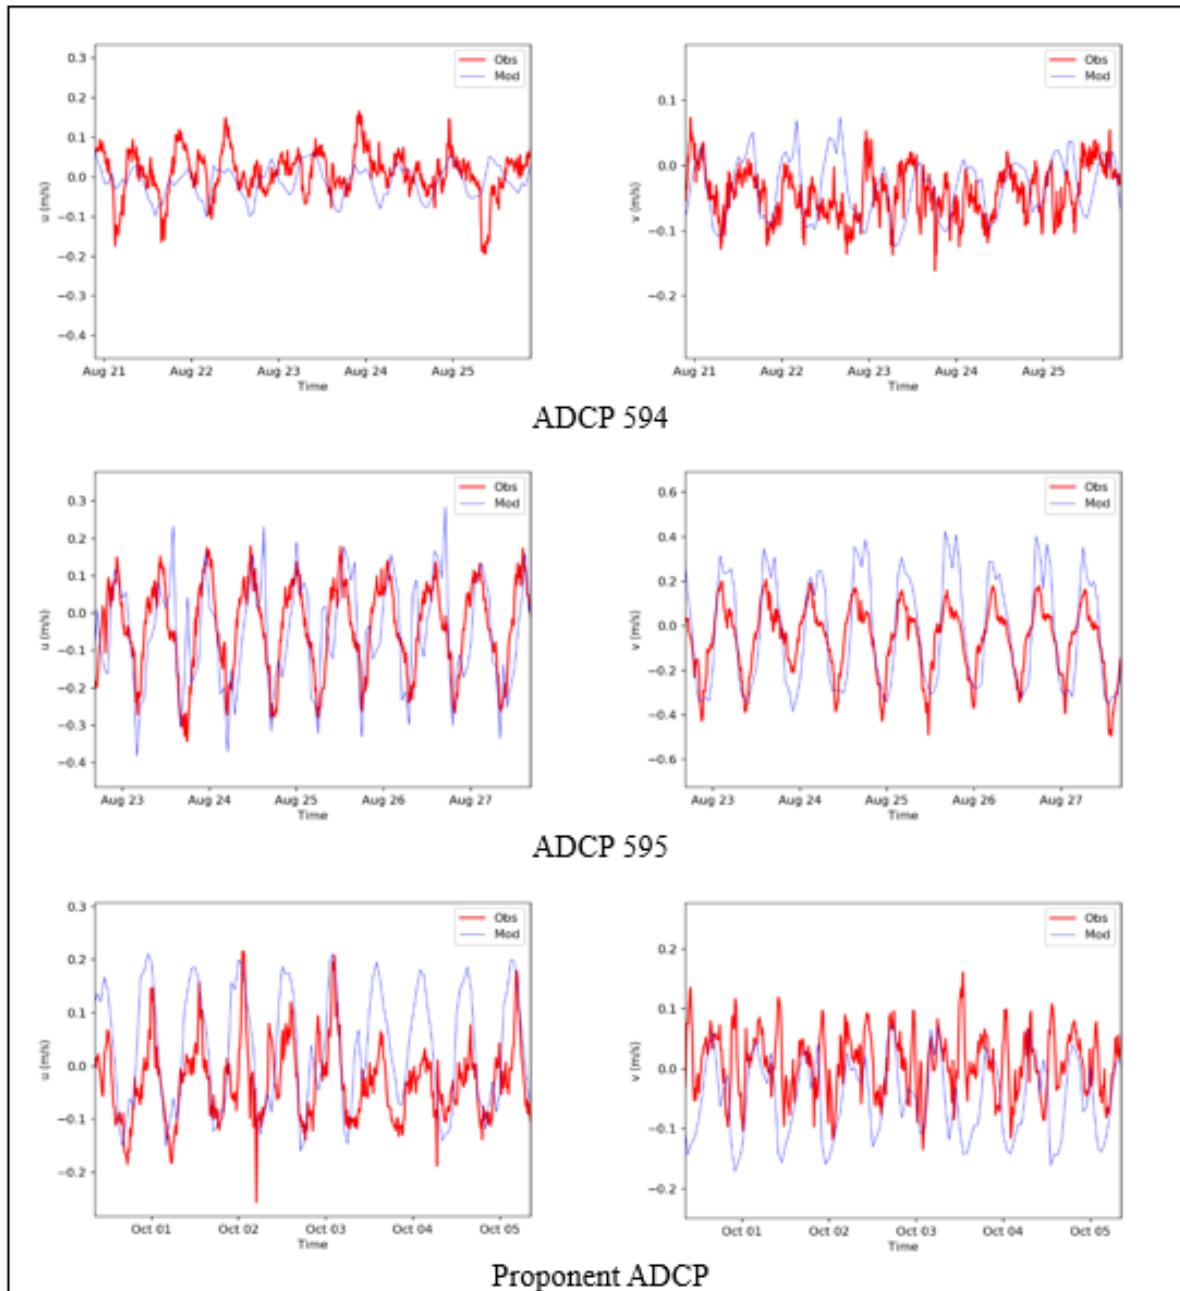 0.3
0.2
0.1
0.0
−0.1
−0.2
−0.3
−0.4
u (m/s)
Obs
Mod
Aug 21 Aug 22 Aug 23 Aug 24 Aug 25
Time
0.1
0.0
−0.1
−0.2
v (m/s)
Obs
Mod
Aug 21 Aug 22 Aug 23 Aug 24 Aug 25
Time
ADCP 594
0.3
0.2
0.1
0.0
−0.1
−0.2
−0.3
−0.4
u (m/s)
Obs
Mod
Aug 23 Aug 24 Aug 25 Aug 26 Aug 27
Time
0.6
0.4
0.2
0.0
−0.2
−0.4
−0.6
v (m/s)
Obs
Mod
Aug 23 Aug 24 Aug 25 Aug 26 Aug 27
Time
ADCP 595
0.3
0.2
0.1
0.0
−0.1
−0.2
u (m/s)
Obs
Mod
Oct 01 Oct 02 Oct 03 Oct 04 Oct 05
Time
0.2
0.1
0.0
−0.1
−0.2
v (m/s)
Obs
Mod
Oct 01 Oct 02 Oct 03 Oct 04 Oct 05
Time
Proponent ADCP